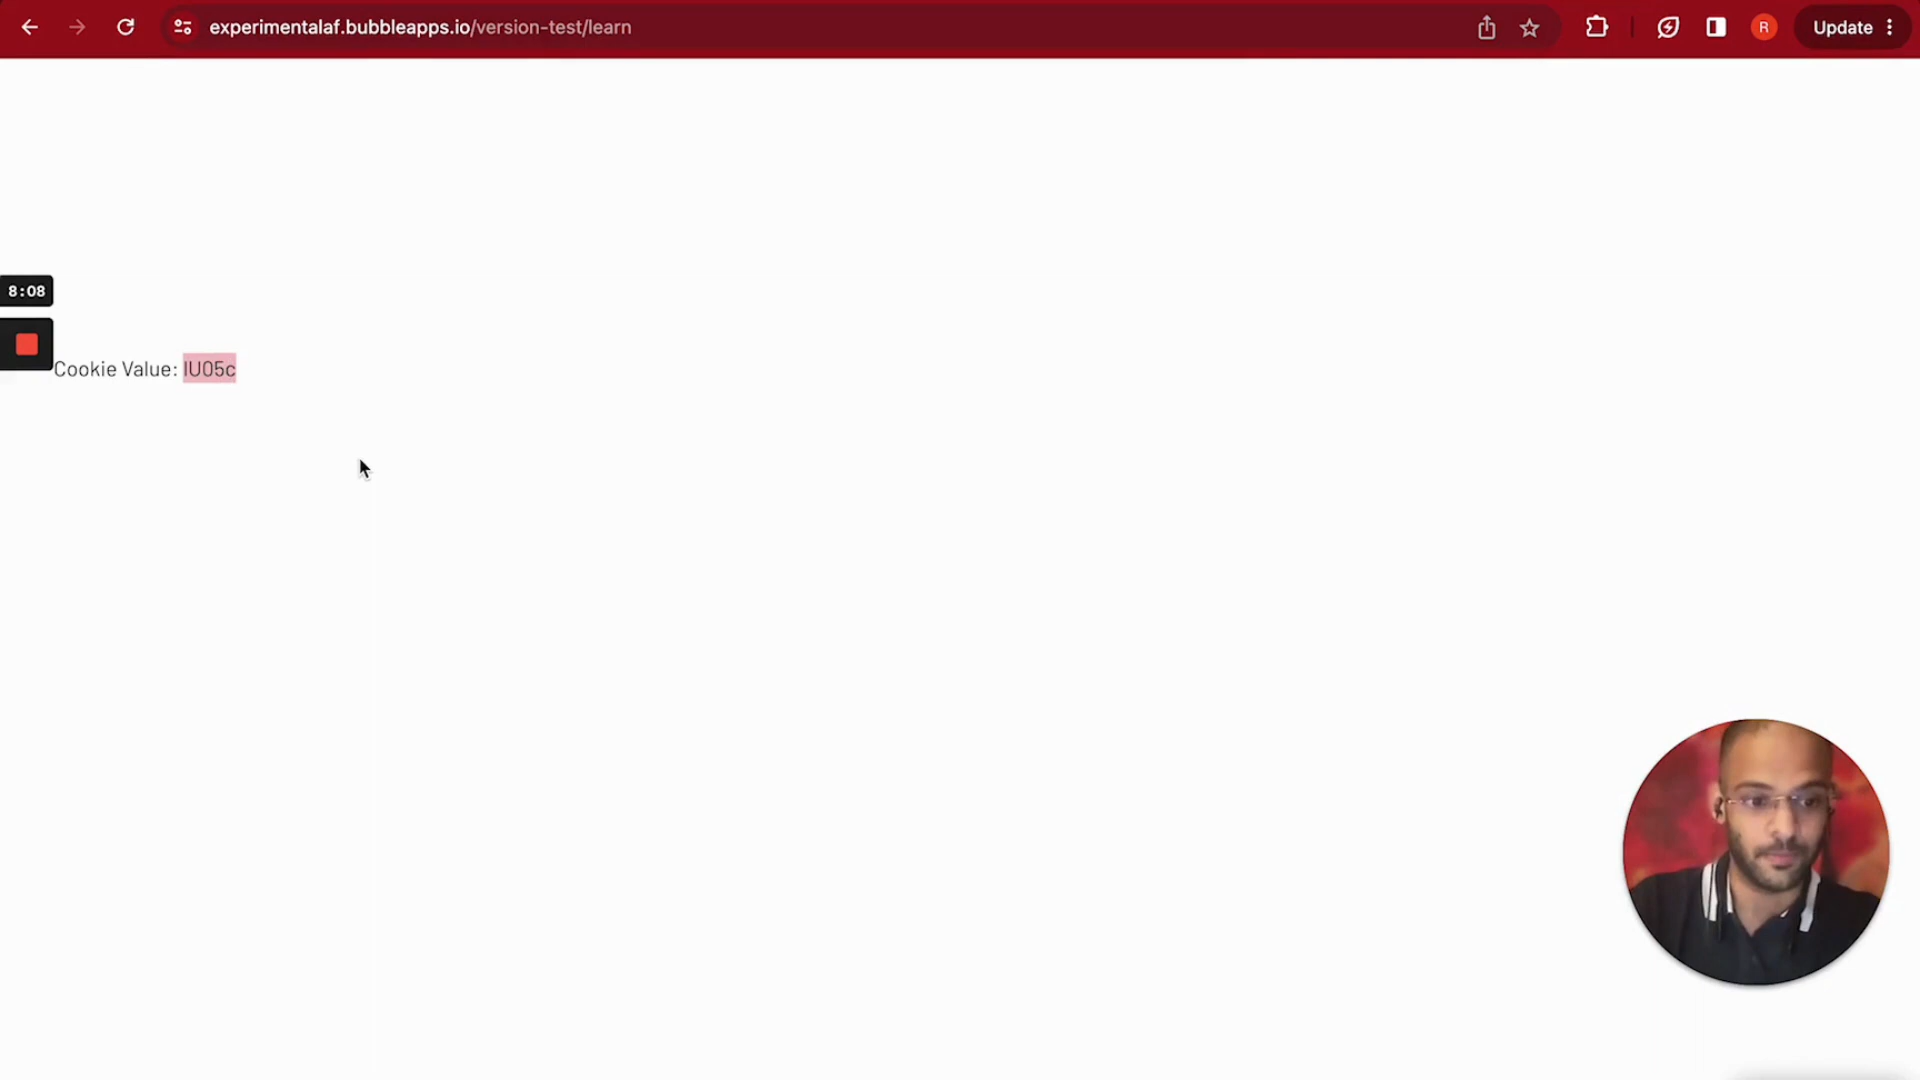 experimentalaf.bubbleapps.io/version-test/learn
R
Update
8:08
Cookie Value: IU05c